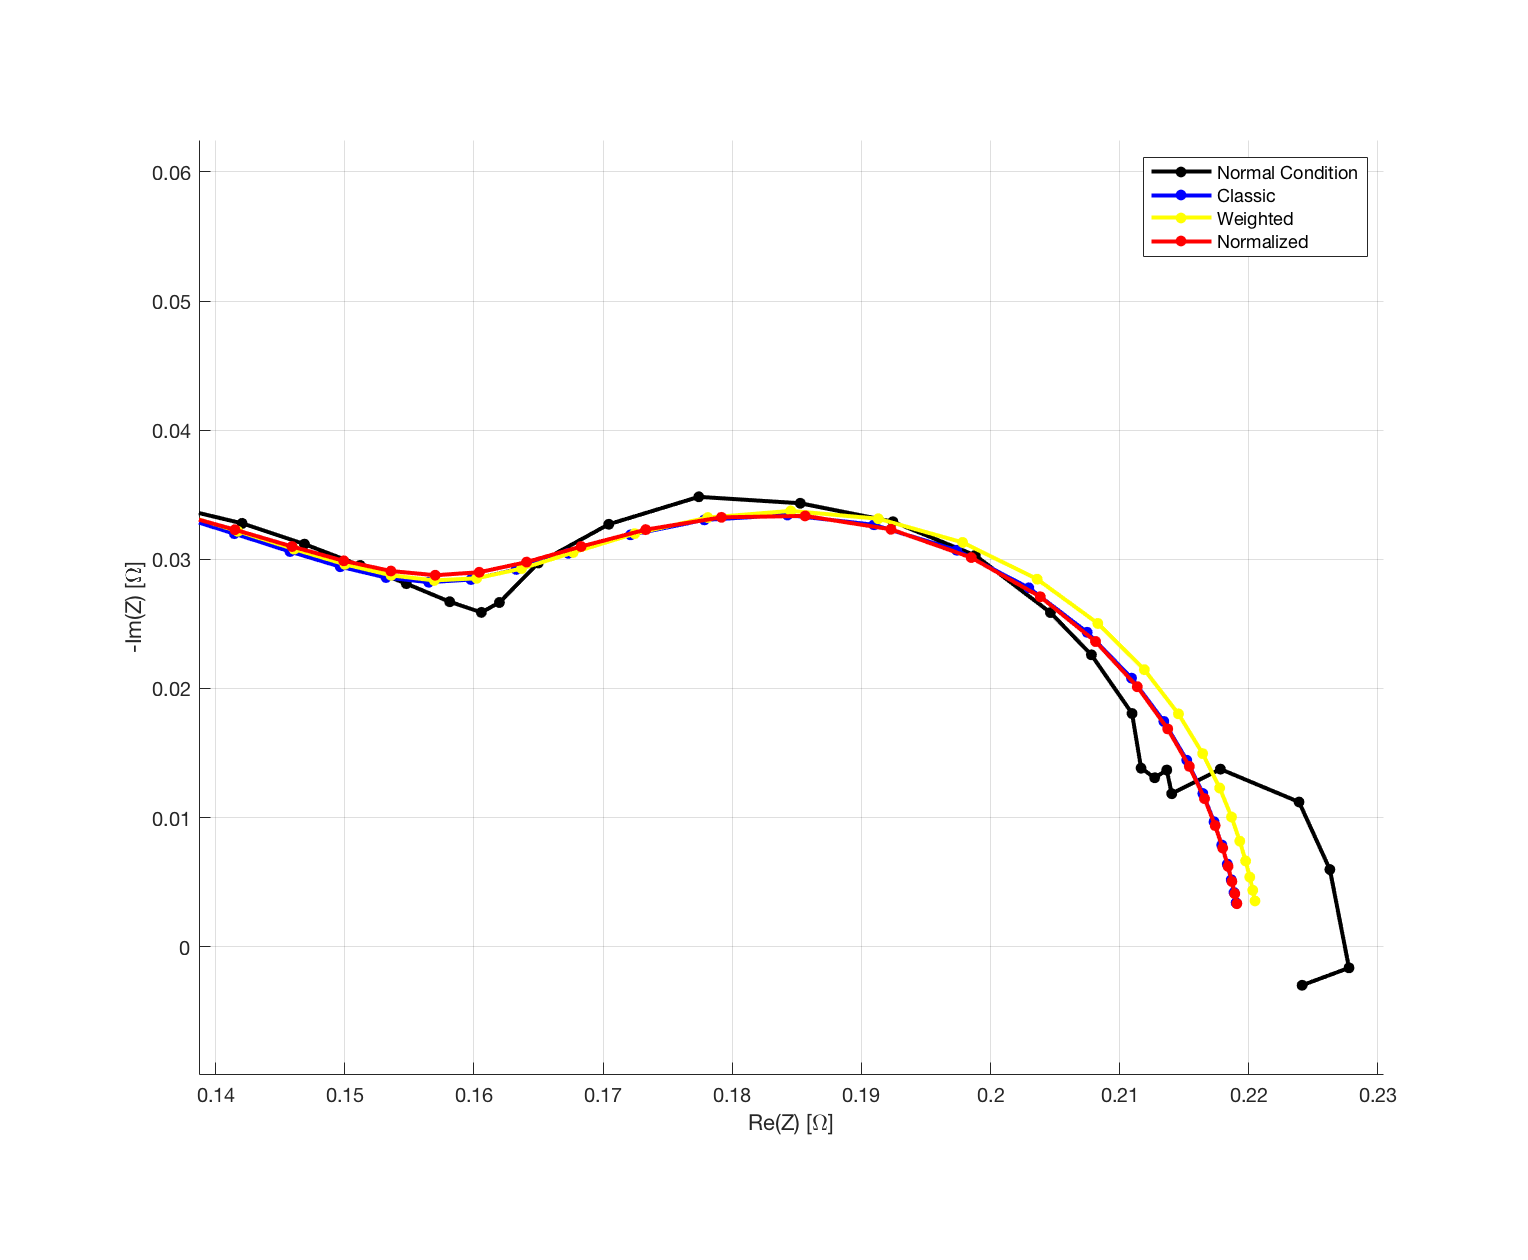 Normal Condition
Classic
Weighted
Normalized
0.06
0.05
0.04
0.03
0.02
0.01
0
-Im(Z) [Ω]
0.14 0.15 0.16 0.17 0.18 0.19 0.2 0.21 0.22 0.23
Re(Z) [Ω]